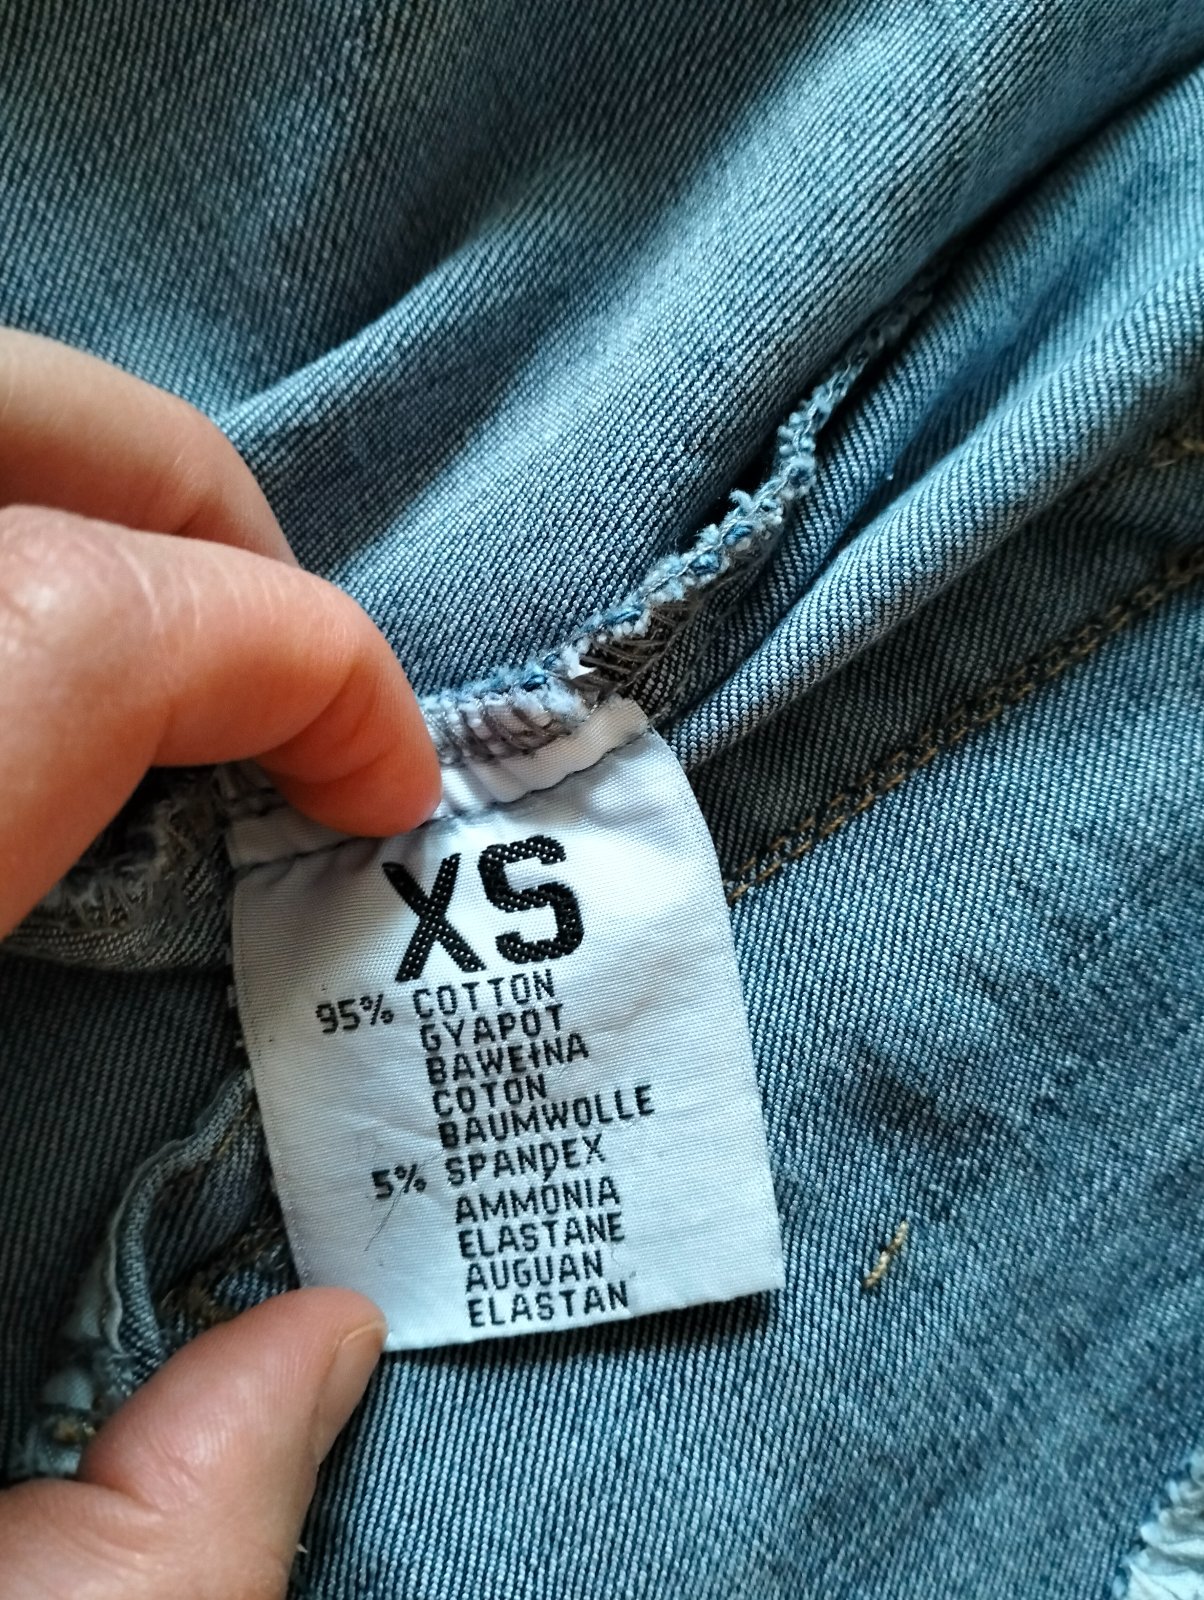 XS
95% COTTON
GYAPOT
BAWEŁNA
COTON
BAUMWOLLE
5% SPANDEX
AMMÓNIA
ELASTANE
AUGUAN
ELASTAN